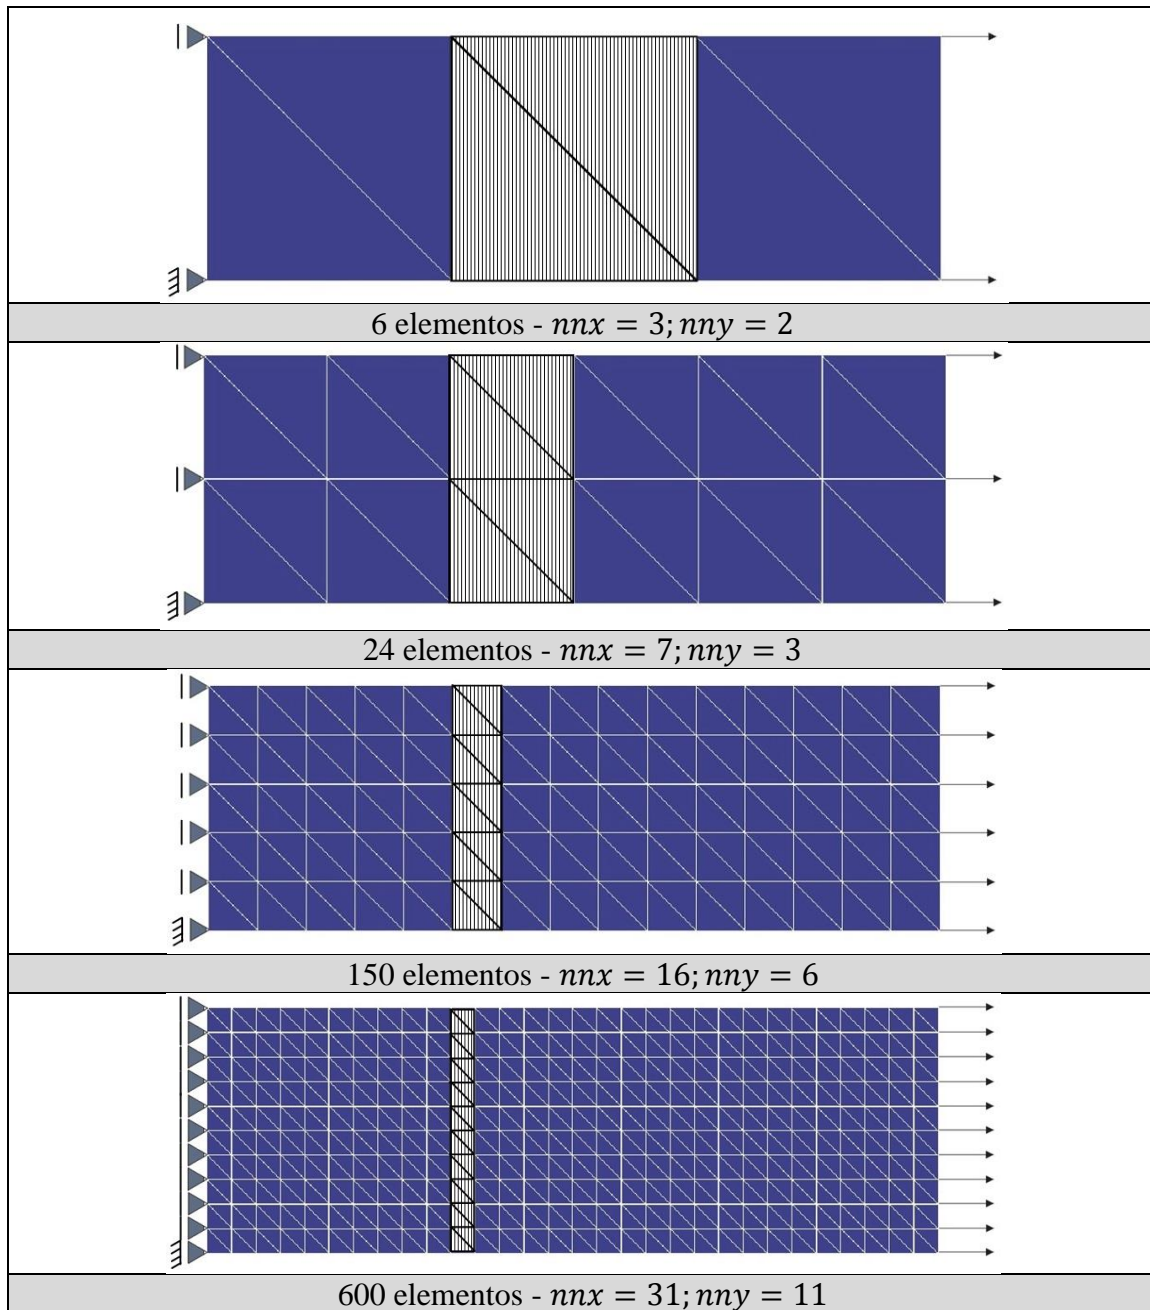 6 elementos - 𝑛𝑛𝑥 = 3; 𝑛𝑛𝑦 = 2
24 elementos - 𝑛𝑛𝑥 = 7; 𝑛𝑛𝑦 = 3
150 elementos - 𝑛𝑛𝑥 = 16; 𝑛𝑛𝑦 = 6
600 elementos - 𝑛𝑛𝑥 = 31; 𝑛𝑛𝑦 = 11